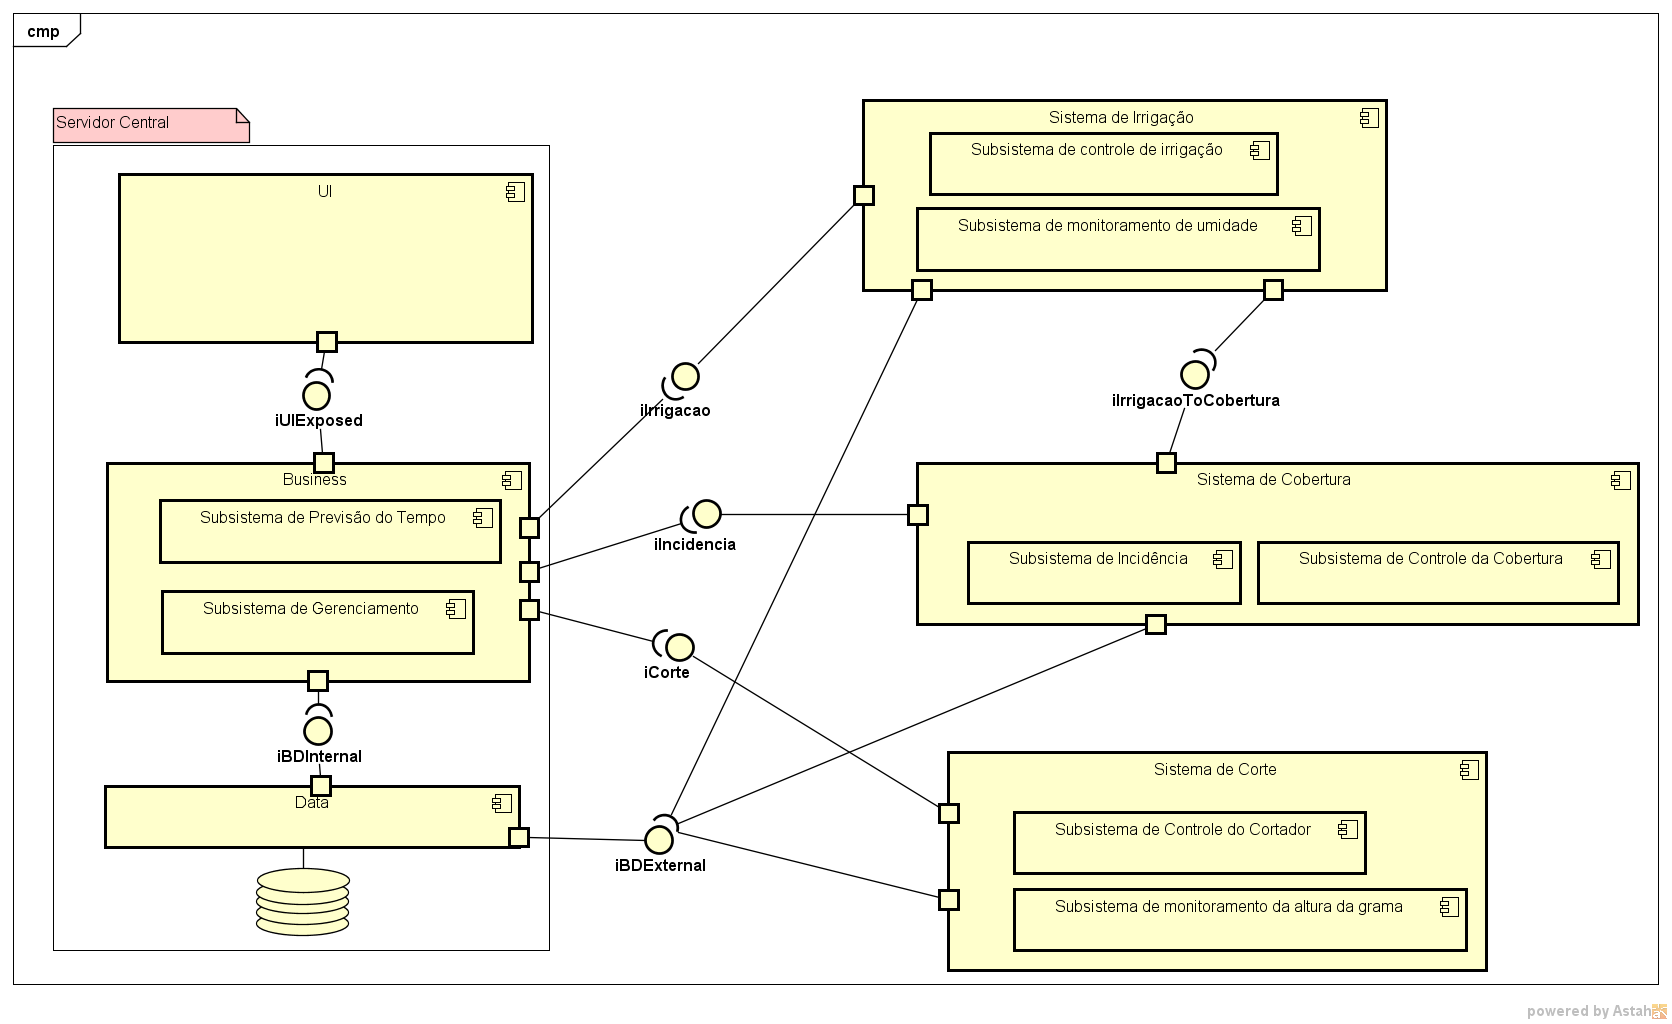 cmp
Servidor Central
UI
iUIExposed
Business
Subsistema de Previsão do Tempo
Subsistema de Gerenciamento
iBDInternal
Data
iIrrigacao
iIncidencia
iCorte
iBDExternal
Sistema de Irrigação
Subsistema de controle de irrigação
Subsistema de monitoramento de umidade
iIrrigacaoToCobertura
Sistema de Cobertura
Subsistema de Incidência
Subsistema de Controle da Cobertura
Sistema de Corte
Subsistema de Controle do Cortador
Subsistema de monitoramento da altura da grama
powered by Astah